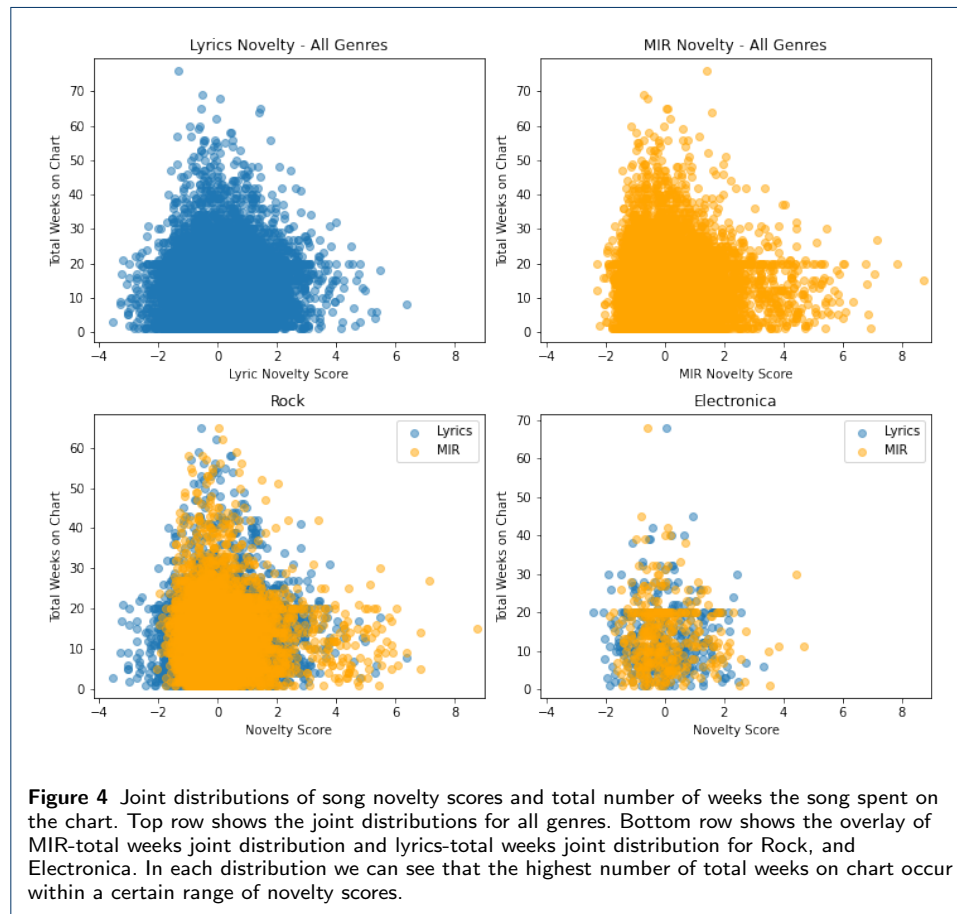 Lyrics Novelty - All Genres
Total Weeks on Chart
70
60
50
40
30
20
10
0
−4 −2 0 2 4 6 8
Lyric Novelty Score
MIR Novelty - All Genres
Total Weeks on Chart
70
60
50
40
30
20
10
0
−4 −2 0 2 4 6 8
MIR Novelty Score
Rock
Lyrics
MIR
Total Weeks on Chart
60
50
40
30
20
10
0
−4 −2 0 2 4 6 8
Novelty Score
Electronica
Lyrics
MIR
Total Weeks on Chart
70
60
50
40
30
20
10
0
−4 −2 0 2 4 6 8
Novelty Score
Figure 4 Joint distributions of song novelty scores and total number of weeks the song spent on
the chart. Top row shows the joint distributions for all genres. Bottom row shows the overlay of
MIR-total weeks joint distribution and lyrics-total weeks joint distribution for Rock, and
Electronica. In each distribution we can see that the highest number of total weeks on chart occur
within a certain range of novelty scores.